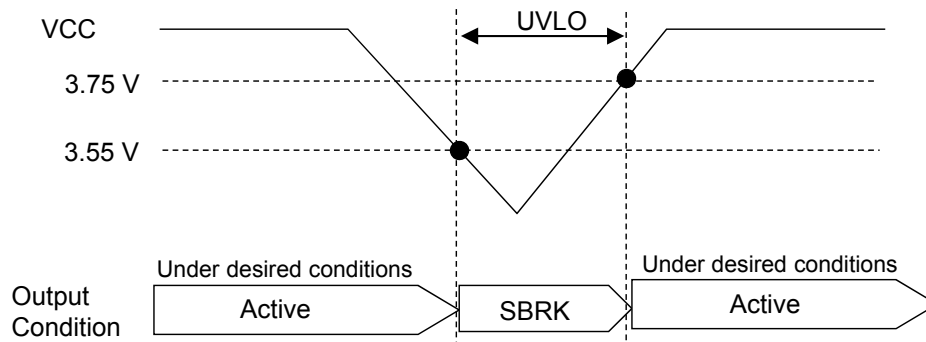 UVLO
VCC
3.75 V
3.55 V
Under desired conditions
Under desired conditions
Output
Condition
Active
SBRK
Active